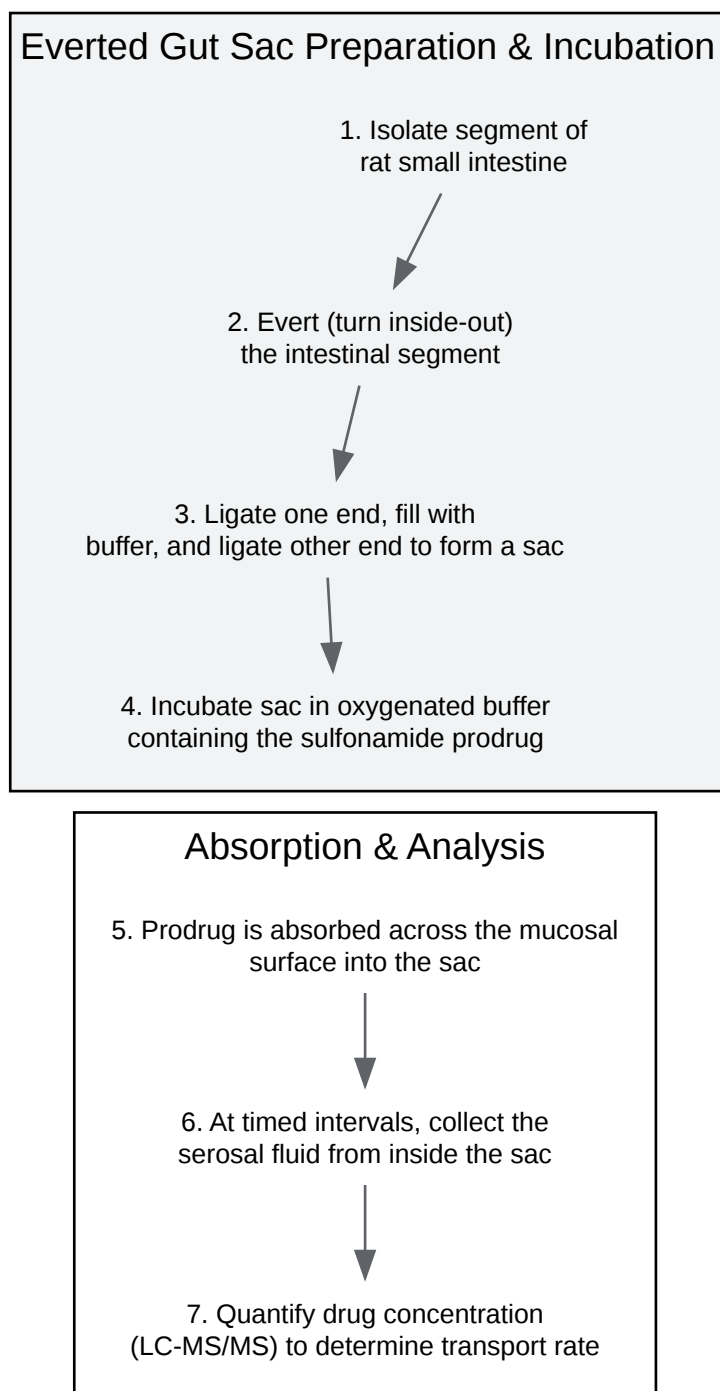 Everted Gut Sac Preparation & Incubation
1. Isolate segment of
rat small intestine
2. Evert (turn inside-out)
the intestinal segment
3. Ligate one end, fill with
buffer, and ligate other end to form a sac
4. Incubate sac in oxygenated buffer
containing the sulfonamide prodrug
Absorption & Analysis
5. Prodrug is absorbed across the mucosal
surface into the sac
6. At timed intervals, collect the
serosal fluid from inside the sac
7. Quantify drug concentration
(LC-MS/MS) to determine transport rate